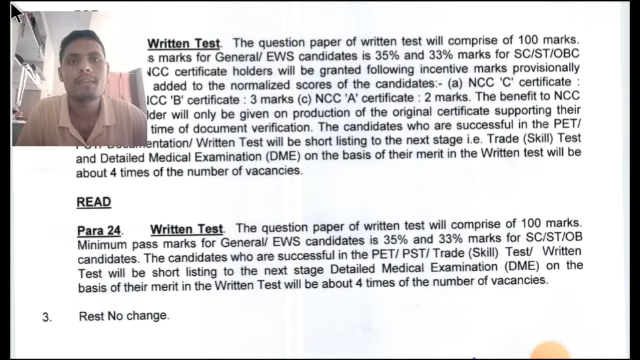 Written Test. The question paper of written test will comprise of 100 marks.
s marks for General/ EWS candidates is 35% and 33% marks for SC/ST/OBC
NCC certificate holders will be granted following incentive marks provisionally
added to the normalized scores of the candidates:- (a) NCC 'C' certificate :
ICC 'B' certificate : 3 marks (c) NCC 'A' certificate : 2 marks. The benefit to NCC
lder will only be given on production of the original certificate supporting their
time of document verification. The candidates who are successful in the PET/
entation/ Written Test will be short listing to the next stage i.e. Trade (Skill) Test
and Detailed Medical Examination (DME) on the basis of their merit in the Written test will be
about 4 times of the number of vacancies.
READ
Para 24. Written Test. The question paper of written test will comprise of 100 marks.
Minimum pass marks for General/ EWS candidates is 35% and 33% marks for SC/ST/OB
candidates. The candidates who are successful in the PET/ PST/ Trade (Skill) Test/ Written
Test will be short listing to the next stage Detailed Medical Examination (DME) on the
basis of their merit in the Written Test will be about 4 times of the number of vacancies.
3. Rest No change.